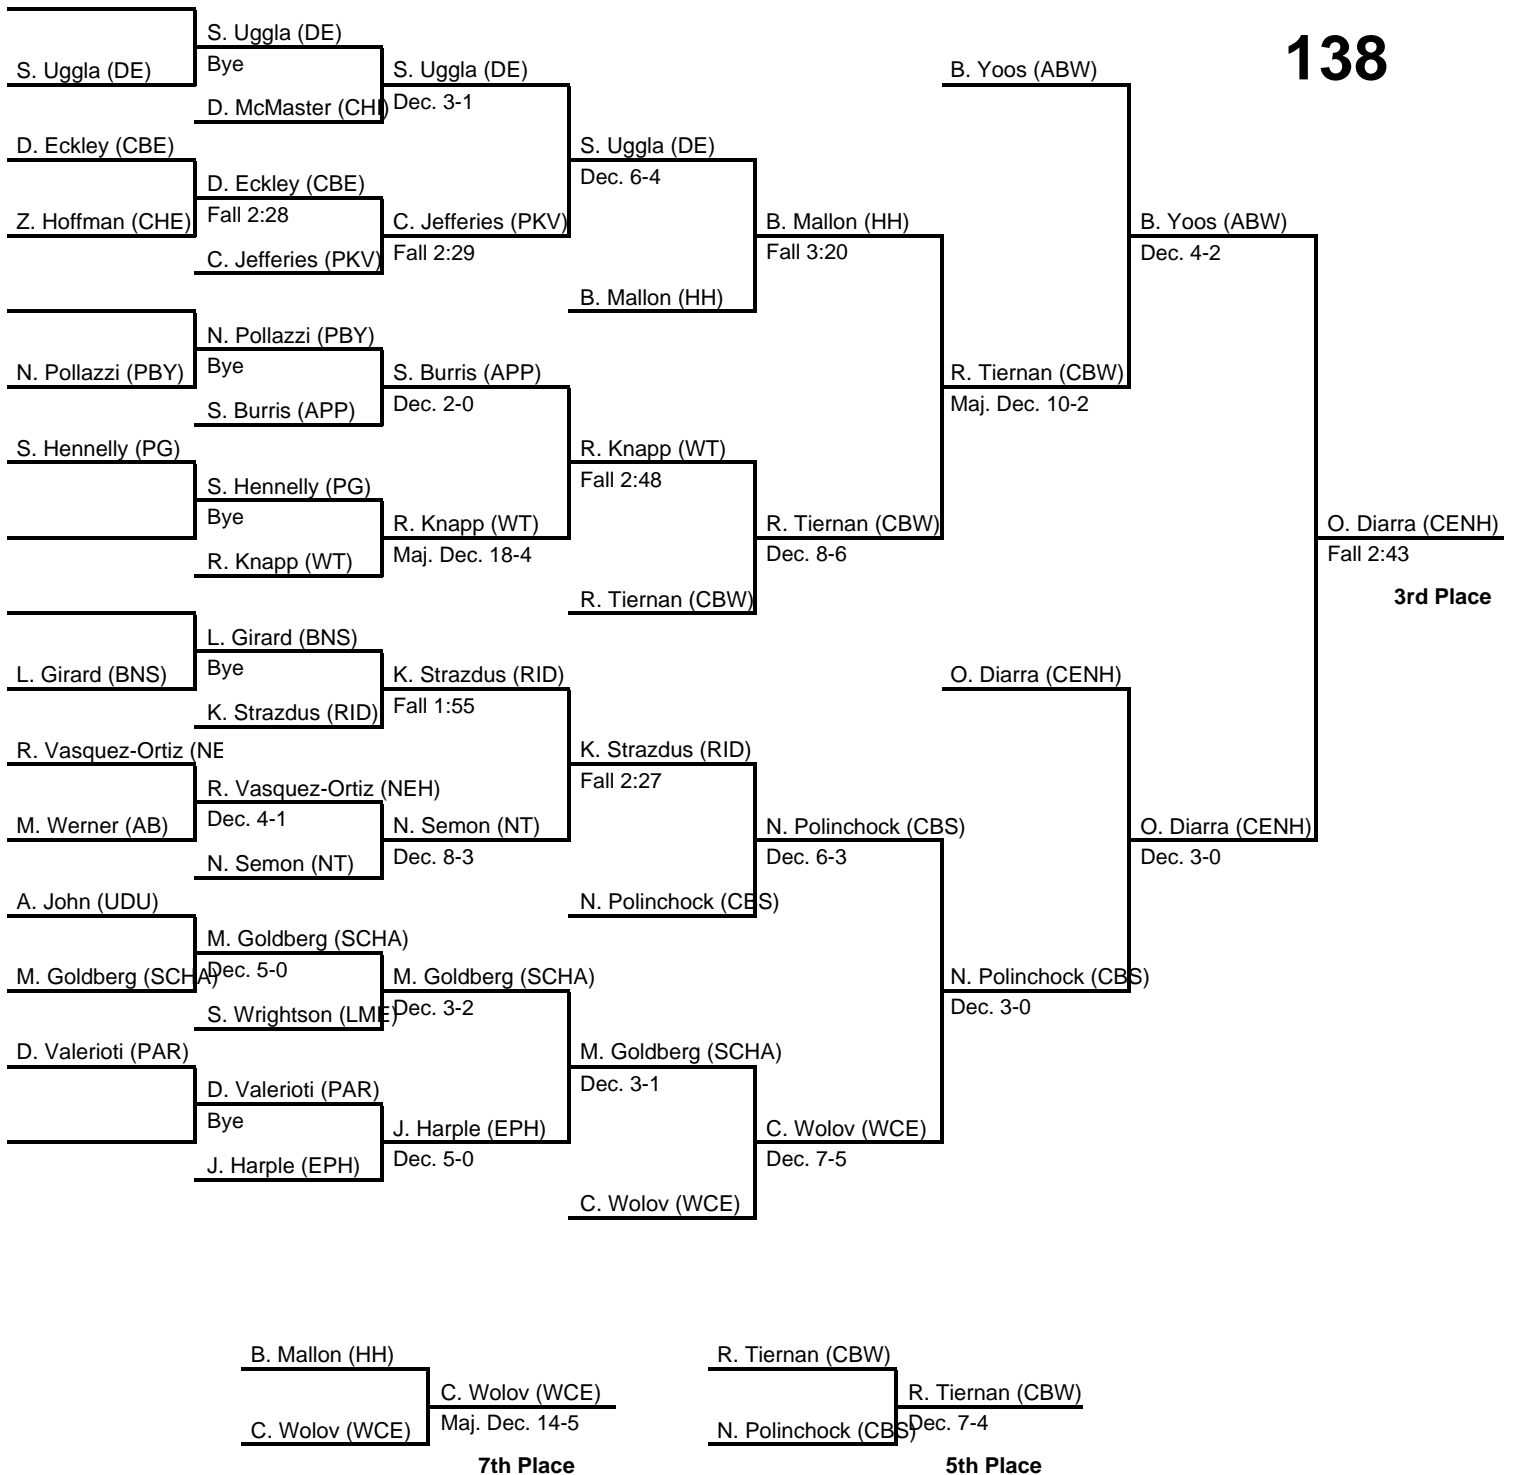 138
S. Uggla (DE)
S. Uggla (DE)
Bye
D. McMaster (CHI)
S. Uggla (DE)
Dec. 3-1
D. Eckley (CBE)
Z. Hoffman (CHE)
D. Eckley (CBE)
Fall 2:28
C. Jefferies (PKV)
C. Jefferies (PKV)
Fall 2:29
S. Uggla (DE)
Dec. 6-4
B. Mallon (HH)
B. Mallon (HH)
Fall 3:20
N. Pollazzi (PBY)
N. Pollazzi (PBY)
Bye
S. Burris (APP)
S. Burris (APP)
Dec. 2-0
S. Hennelly (PG)
S. Hennelly (PG)
Bye
R. Knapp (WT)
R. Knapp (WT)
Maj. Dec. 18-4
R. Knapp (WT)
Fall 2:48
R. Tiernan (CBW)
R. Tiernan (CBW)
Dec. 8-6
B. Yoos (ABW)
R. Tiernan (CBW)
Maj. Dec. 10-2
B. Yoos (ABW)
Dec. 4-2
L. Girard (BNS)
L. Girard (BNS)
Bye
K. Strazdus (RID)
K. Strazdus (RID)
Fall 1:55
R. Vasquez-Ortiz (NE
M. Werner (AB)
R. Vasquez-Ortiz (NEH)
Dec. 4-1
N. Semon (NT)
N. Semon (NT)
Dec. 8-3
K. Strazdus (RID)
Fall 2:27
N. Polinchock (CBS)
N. Polinchock (CBS)
Dec. 6-3
A. John (UDU)
M. Goldberg (SCHA)
M. Goldberg (SCHA)
Dec. 5-0
S. Wrightson (LME)
M. Goldberg (SCHA)
Dec. 3-2
D. Valerioti (PAR)
D. Valerioti (PAR)
Bye
J. Harple (EPH)
J. Harple (EPH)
Dec. 5-0
M. Goldberg (SCHA)
Dec. 3-1
C. Wolov (WCE)
C. Wolov (WCE)
Dec. 7-5
O. Diarra (CENH)
N. Polinchock (CBS)
Dec. 3-0
O. Diarra (CENH)
Dec. 3-0
O. Diarra (CENH)
Fall 2:43
3rd Place
B. Mallon (HH)
C. Wolov (WCE)
C. Wolov (WCE)
Maj. Dec. 14-5
7th Place
R. Tiernan (CBW)
N. Polinchock (CBS)
R. Tiernan (CBW)
Dec. 7-4
5th Place